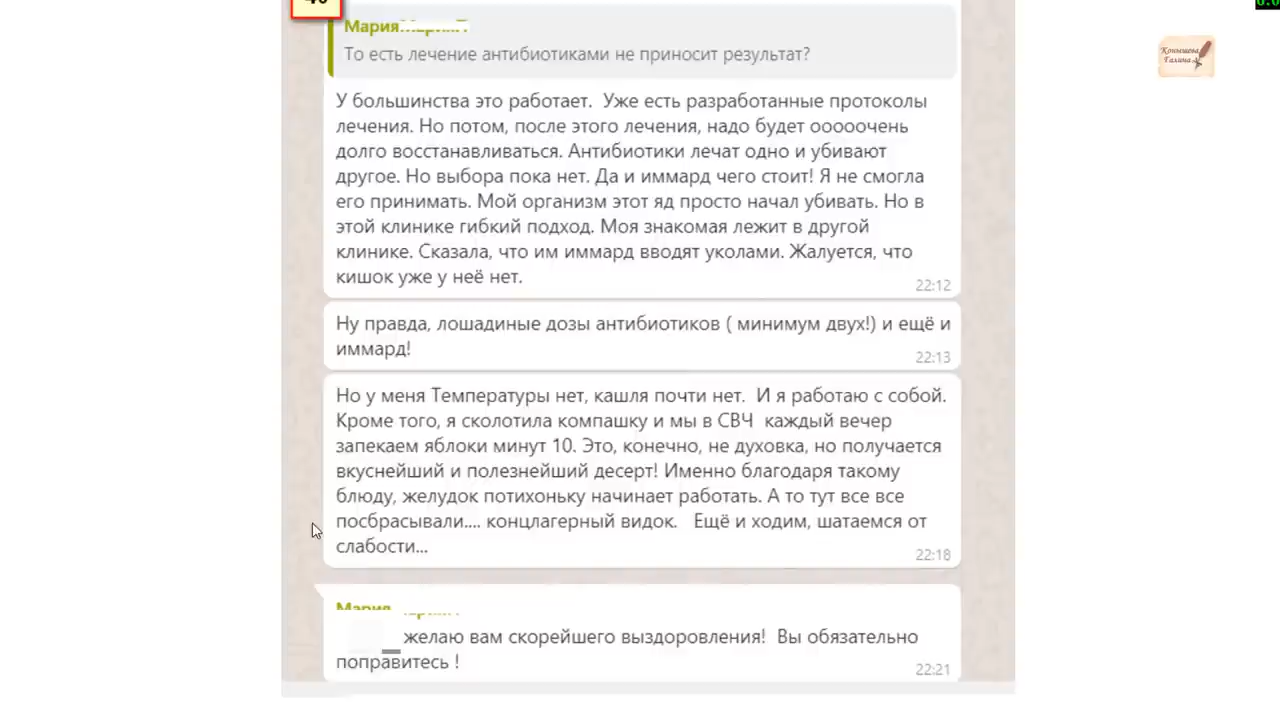 Мария
То есть лечение антибиотиками не приносит результат?
У большинства это работает. Уже есть разработанные протоколы
лечения. Но потом, после этого лечения, надо будет ооооочень
долго восстанавливаться. Антибиотики лечат одно и убивают
другое. Но выбора пока нет. Да и иммард чего стоит! Я не смогла
его принимать. Мой организм этот яд просто начал убивать. Но в
этой клинике гибкий подход. Моя знакомая лежит в другой
клинике. Сказала, что им иммард вводят уколами. Жалуется, что
кишок уже у неё нет.
22:12
Ну правда, лошадиные дозы антибиотиков ( минимум двух!) и ещё и
иммард!
22:13
Но у меня Температуры нет, кашля почти нет. И я работаю с собой.
Кроме того, я сколотила компашку и мы в СВЧ каждый вечер
запекаем яблоки минут 10. Это, конечно, не духовка, но получается
вкуснейший и полезнейший десерт! Именно благодаря такому
блюду, желудок потихоньку начинает работать. А то тут все все
посбрасывали.... концлагерный видок. Ещё и ходим, шатаемся от
слабости...
22:18
Мария
желаю вам скорейшего выздоровления! Вы обязательно
поправитесь !
22:21
Конышева
Галина